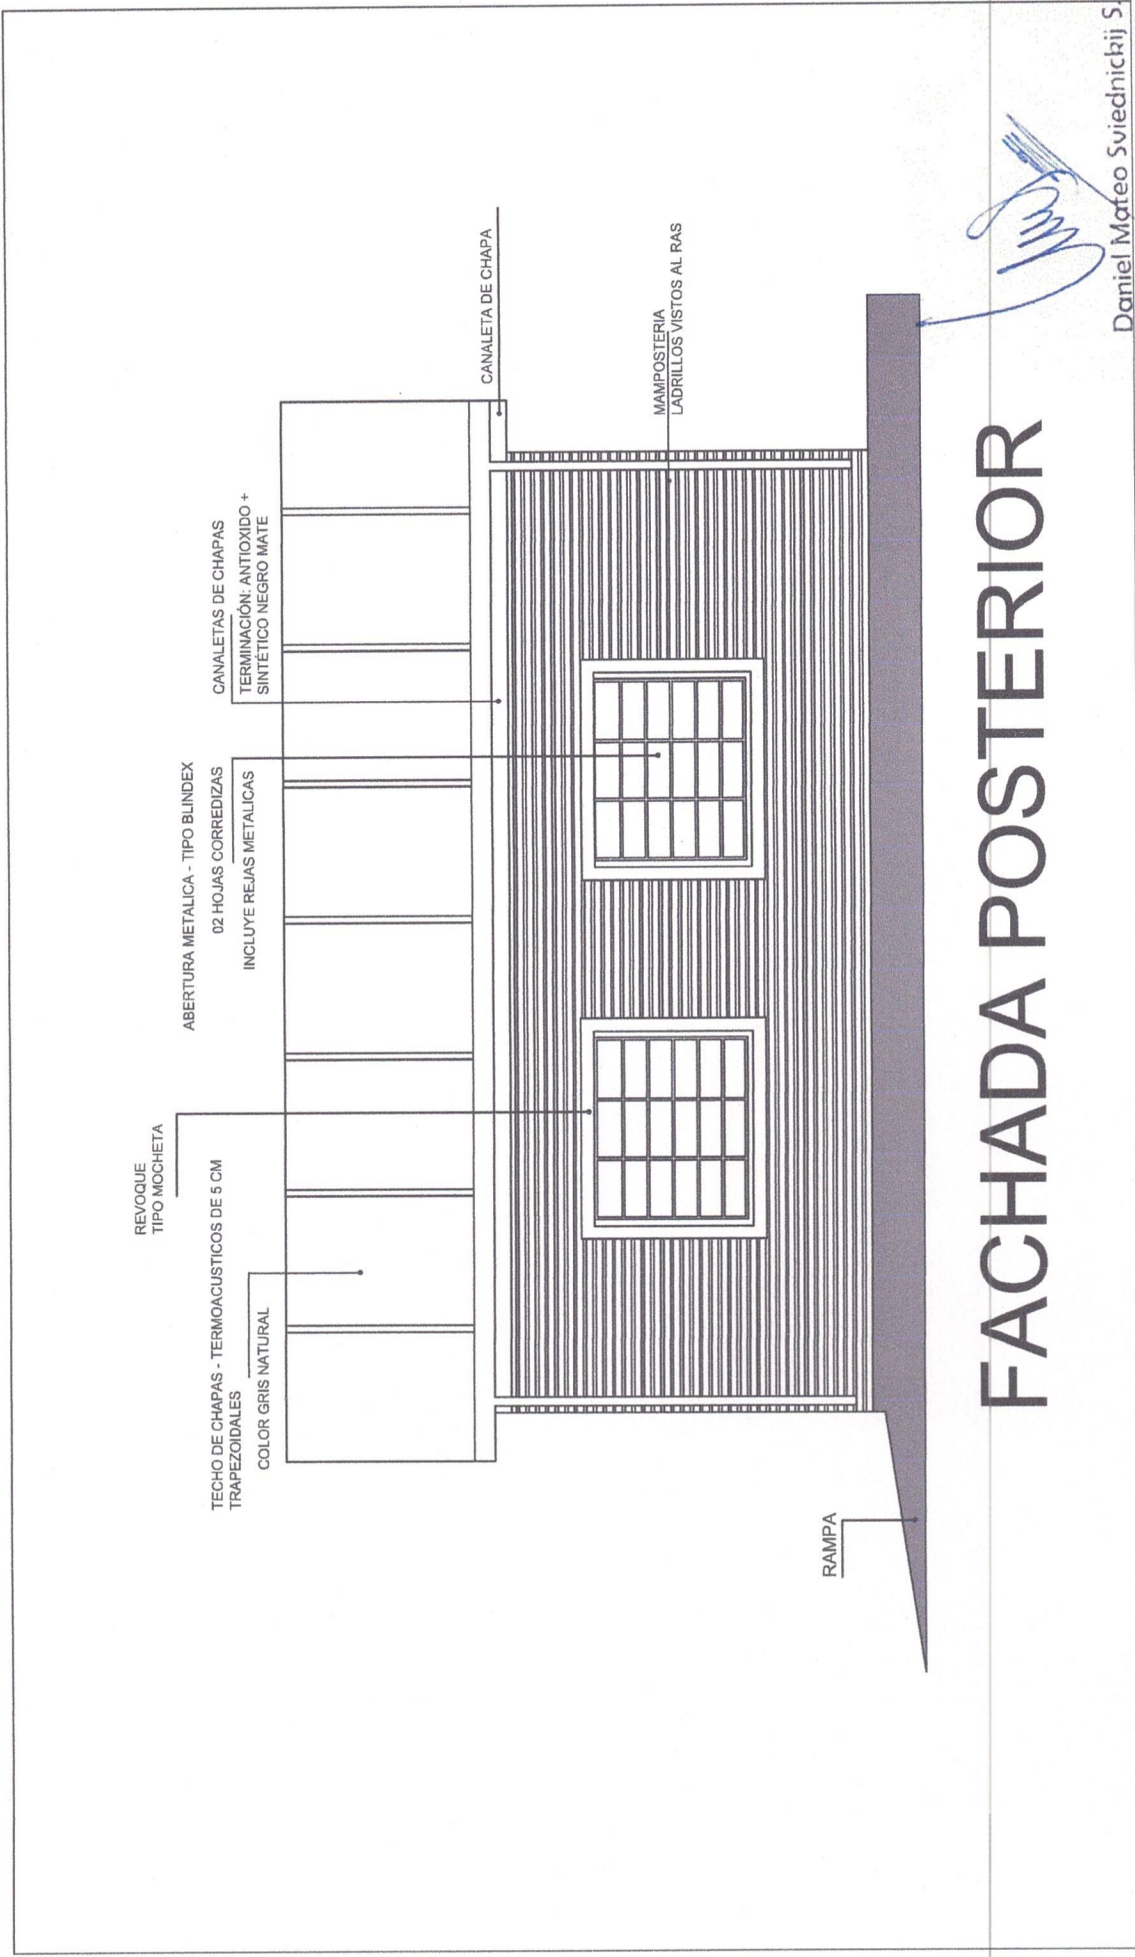 REVOQUE
TIPO MOCHETA
TECHO DE CHAPAS - TERMOACUSTICOS DE 5 CM
TRAPEZOIDALES
COLOR GRIS NATURAL
ABERTURA METALICA - TIPO BLINDEX
02 HOJAS CORREDIZAS
INCLUYE REJAS METALICAS
CANALETAS DE CHAPAS
TERMINACIÓN: ANTIOXIDO +
SINTÉTICO NEGRO MATE
CANALETA DE CHAPA
MAMPOSTERIA
LADRILLOS VISTOS AL RAS
RAMPA
FACHADA POSTERIOR
Daniel Mateo Sviednickij S.